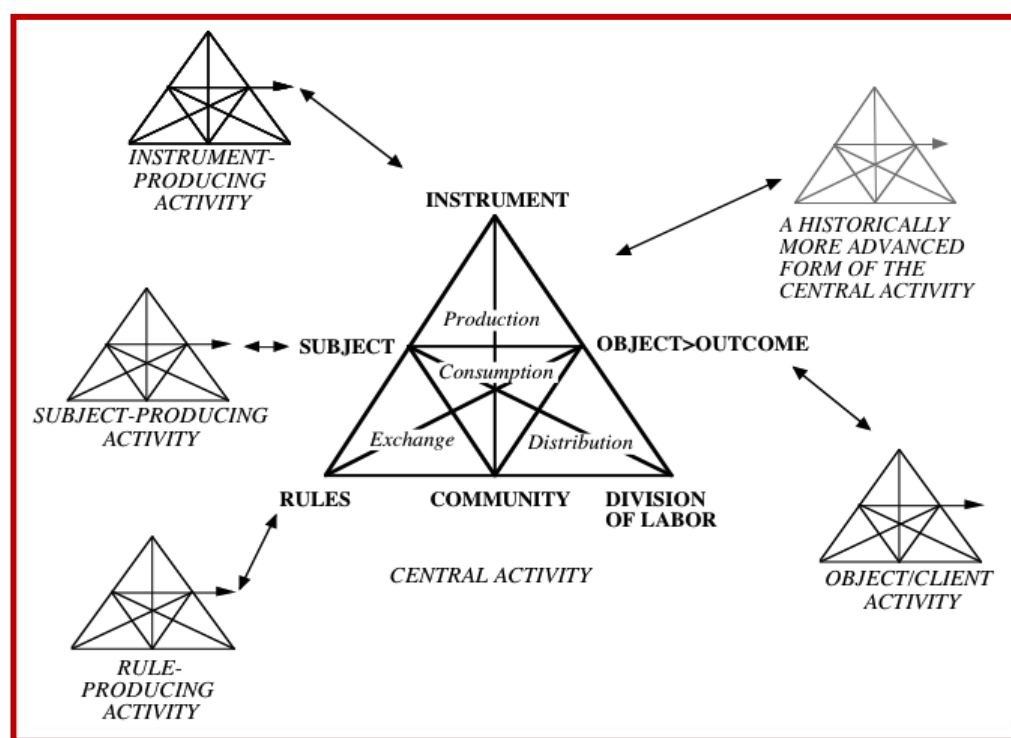 INSTRUMENT-
PRODUCING
ACTIVITY
INSTRUMENT
A HISTORICALLY
MORE ADVANCED
FORM OF THE
CENTRAL ACTIVITY
Production
SUBJECT
OBJECT>OUTCOME
Consumption
SUBJECT-PRODUCING
ACTIVITY
Exchange
Distribution
RULES
COMMUNITY
DIVISION
OF LABOR
CENTRAL ACTIVITY
OBJECT/CLIENT
ACTIVITY
RULE-
PRODUCING
ACTIVITY